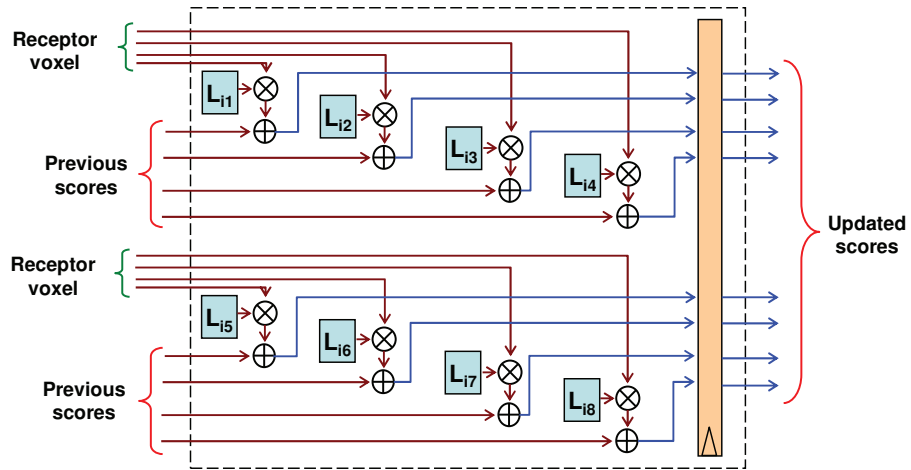 Receptor
voxel
L_i1
L_i2
L_i3
L_i4
Previous
scores
Updated
scores
Receptor
voxel
L_i5
L_i6
L_i7
L_i8
Previous
scores